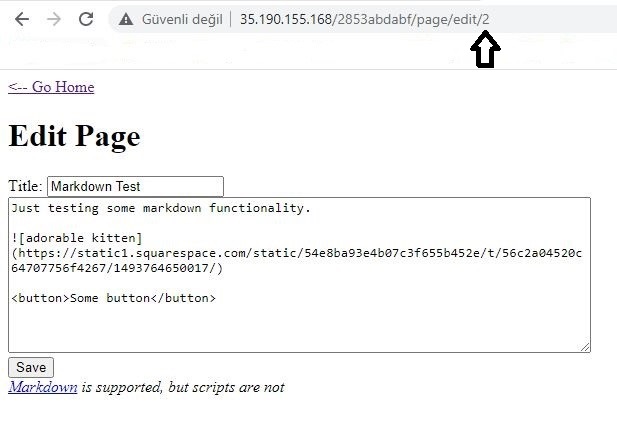 Güvenli değil | 35.190.155.168/2853abdabf/page/edit/2
<-- Go Home
Edit Page
Title: Markdown Test
Just testing some markdown functionality.
![adorable kitten]
(https://static1.squarespace.com/static/54e8ba93e4b07c3f655b452e/t/56c2a04520c
64707756f4267/1493764650017/)
<button>Some button</button>
Save
Markdown is supported, but scripts are not